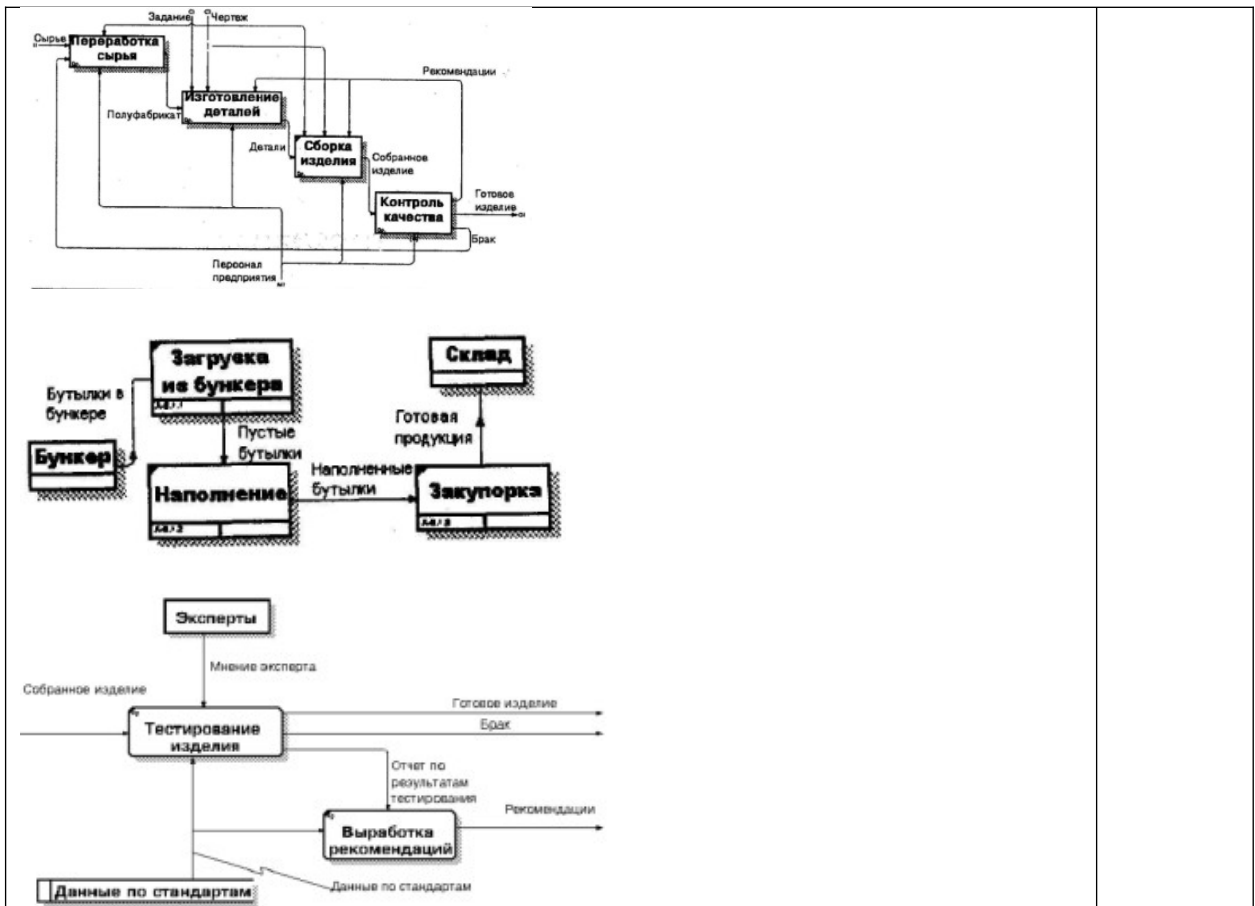 Задание
Чертеж
Сырье
Переработка
сырья
Рекомендации
Изготовление
деталей
Полуфабрикат
Детали
Сборка
изделия
Собранное
изделие
Контроль
качества
Готовое
изделие
Брак
Персонал
предприятия
Загрузка
из бункера
Склад
Бутылки в
бункере
Готовая
продукция
Пустые
бутылки
Бункер
Наполнение
Наполненные
бутылки
Закупорка
Эксперты
Мнение эксперта
Собранное изделие
Готовое изделие
Брак
Тестирование
изделия
Отчет по
результатам
тестирования
Рекомендации
Выработка
рекомендаций
Данные по стандартам
Данные по стандартам